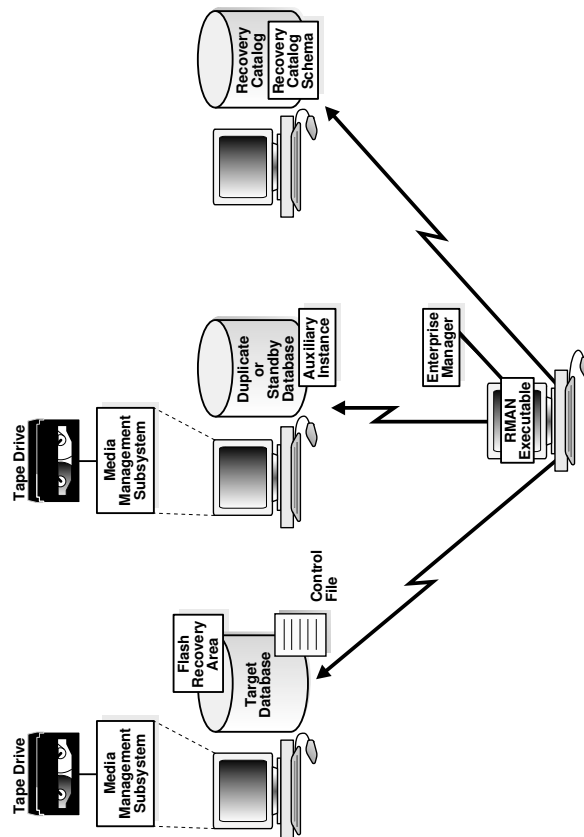 Tape Drive
Media
Management
Subsystem
Flash
Recovery
Area
Target
Database
Control
File
Tape Drive
Media
Management
Subsystem
Duplicate
or
Standby
Database
Auxiliary
Instance
Recovery
Catalog
Recovery
Catalog
Schema
Enterprise
Manager
RMAN
Executable